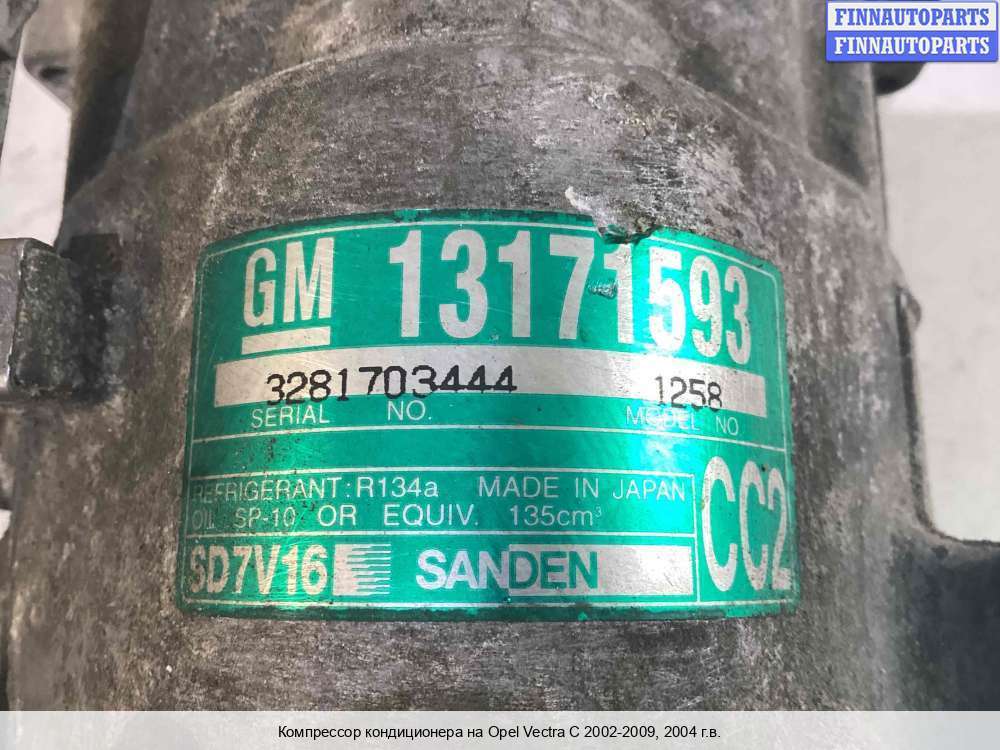 FINNAUTOPARTS
FINNAUTOPARTS
GM 13171593
3281703444 1258
SERIAL NO. MODEL NO
REFRIGERANT: R134a MADE IN JAPAN
OIL SP-10 OR EQUIV. 135cm³
CC2
SD7V16 SANDEN
Компрессор кондиционера на Opel Vectra C 2002-2009, 2004 г.в.